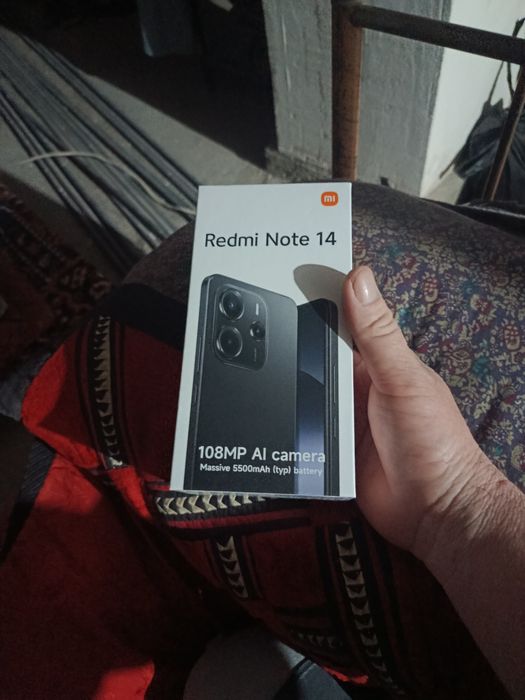 mi
Redmi Note 14
108MP AI camera
Massive 5500mAh (typ) battery